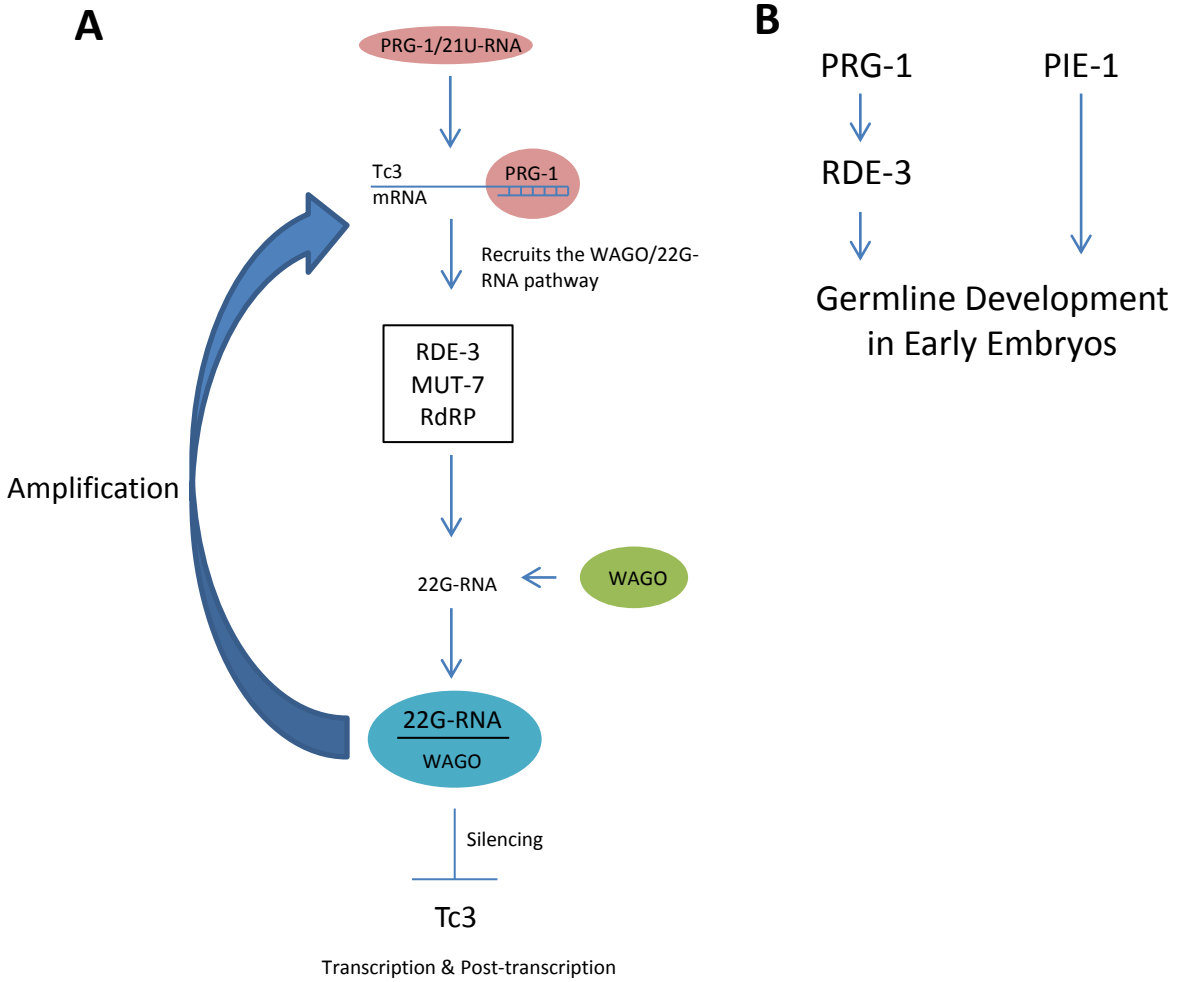 A
PRG-1/21U-RNA
Tc3
mRNA
PRG-1
Recruits the WAGO/22G-
RNA pathway
RDE-3
MUT-7
RdRP
Amplification
22G-RNA
WAGO
22G-RNA
WAGO
Silencing
Tc3
Transcription & Post-transcription
B
PRG-1
PIE-1
RDE-3
Germline Development
in Early Embryos